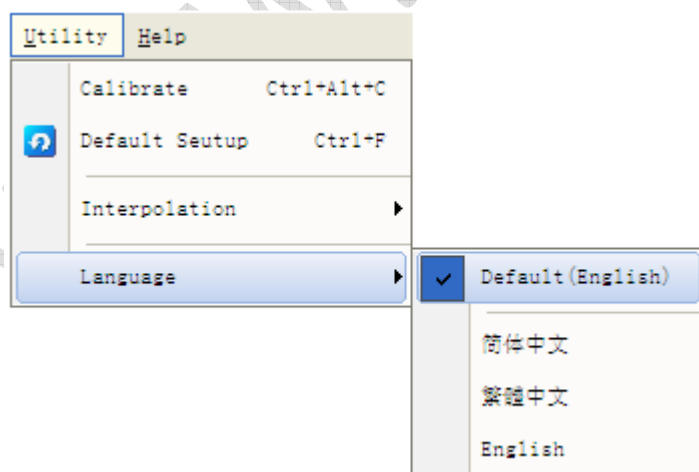 Utility Help
Calibrate Ctrl+Alt+C
Default Seutup Ctrl+F
Interpolation
Language
Default(English)
简体中文
繁體中文
English